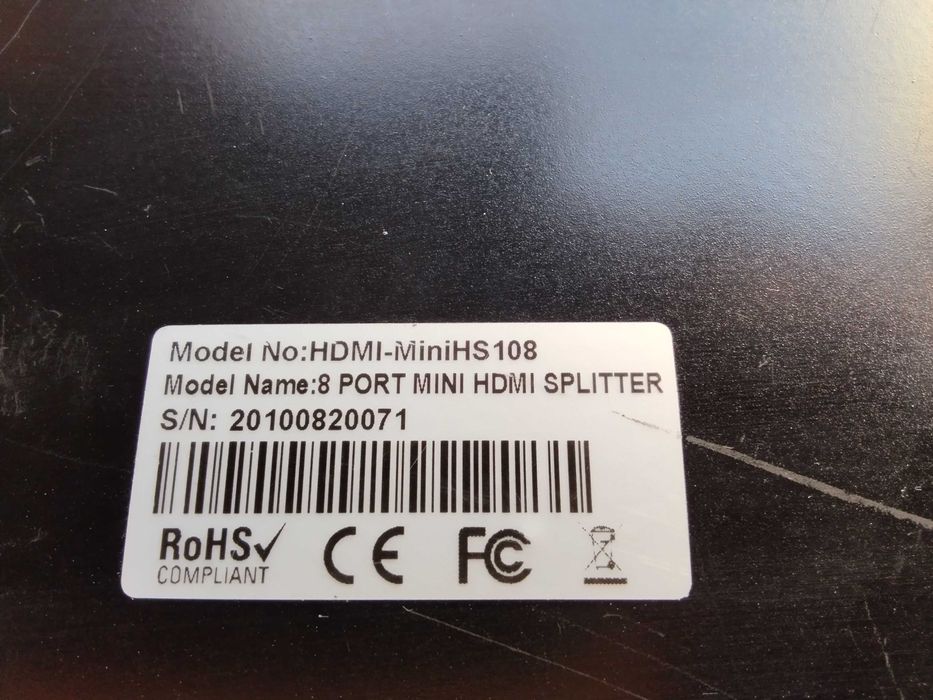 Model No:HDMI-MiniHS108
Model Name:8 PORT MINI HDMI SPLITTER
S/N: 20100820071
RoHS✓ CE FC
COMPLIANT